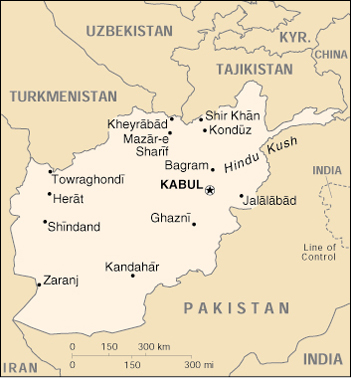 UZBEKISTAN
KYR.
CHINA
TAJIKISTAN
TURKMENISTAN
Kheyrābād
Shir Khān
Kondūz
Mazār-e
Sharīf
Bagram
Hindu Kush
INDIA
Towraghondī
KABUL
Herāt
Jalālābād
Shīndand
Ghaznī
Line of
Control
Kandahār
Zaranj
PAKISTAN
INDIA
IRAN
0 150 300 km
0 150 300 mi